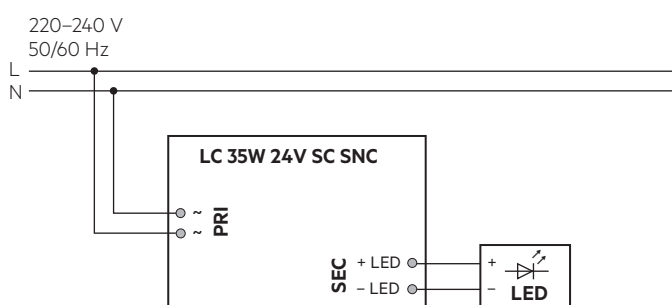 220–240 V
50/60 Hz
L
N
LC 35W 24V SC SNC
~
~
PRI
SEC
+ LED
– LED
+
–
LED